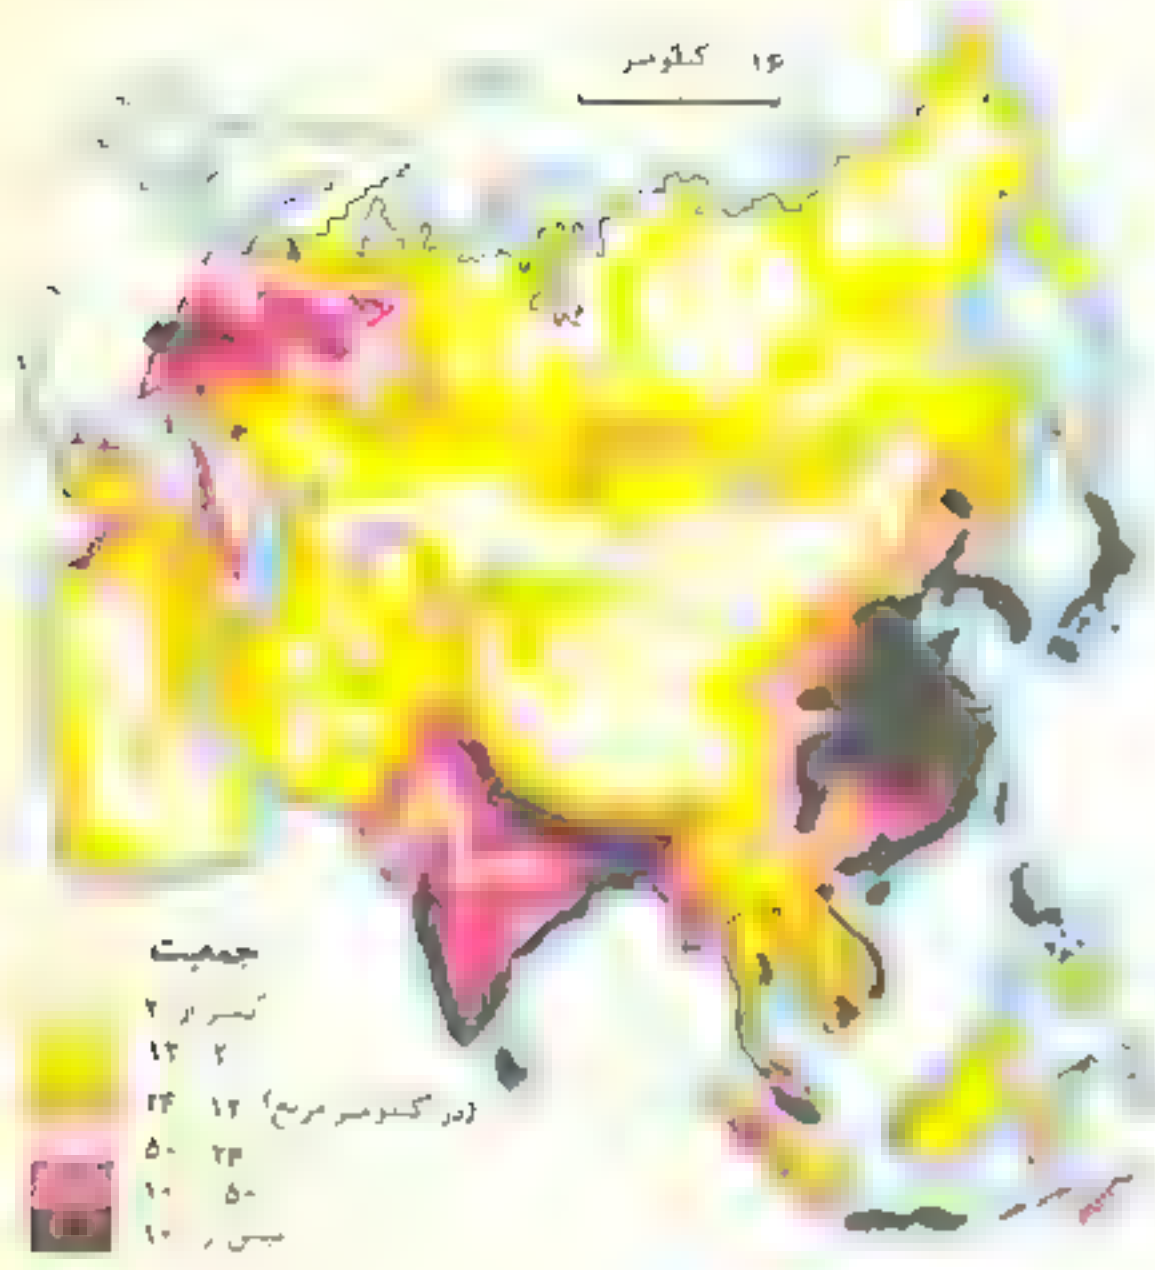 ۱۶ کیلومتر
جمعیت
کمتر از ۲
۲ ۱۲
۱۲ ۲۴ (در کیلومتر مربع)
۲۴ ۵۰
۵۰ ۱۰
بیش از ۱۰